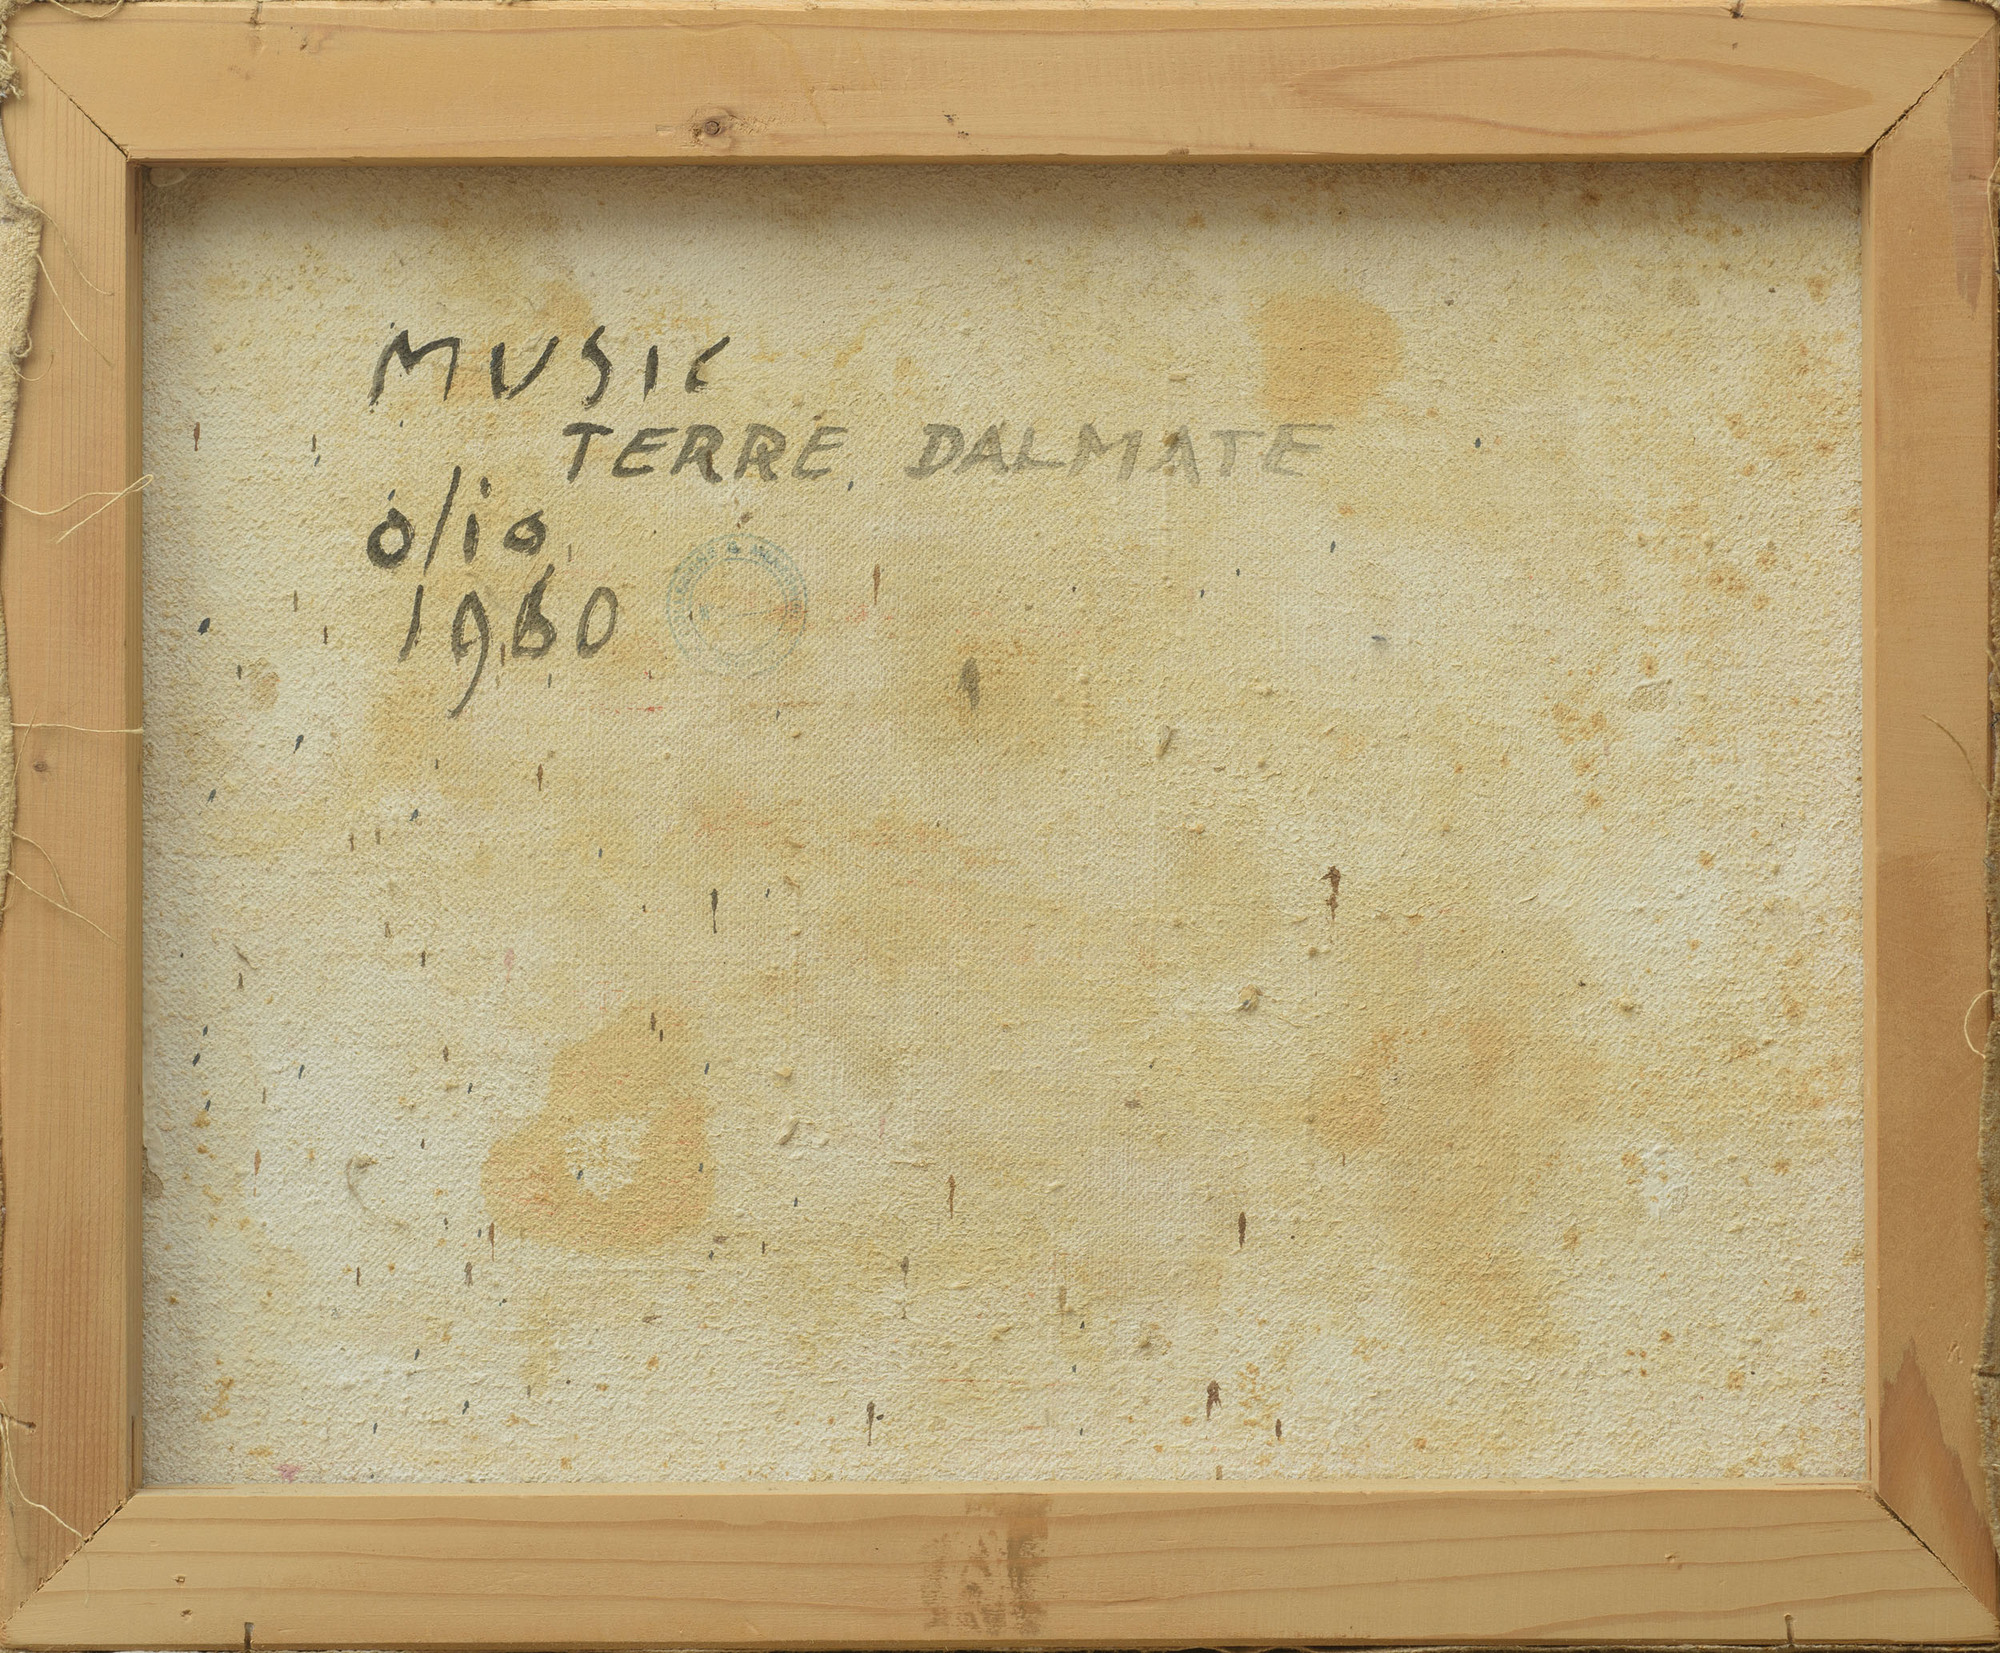 MUSIC
TERRE DALMATE
olio
1960